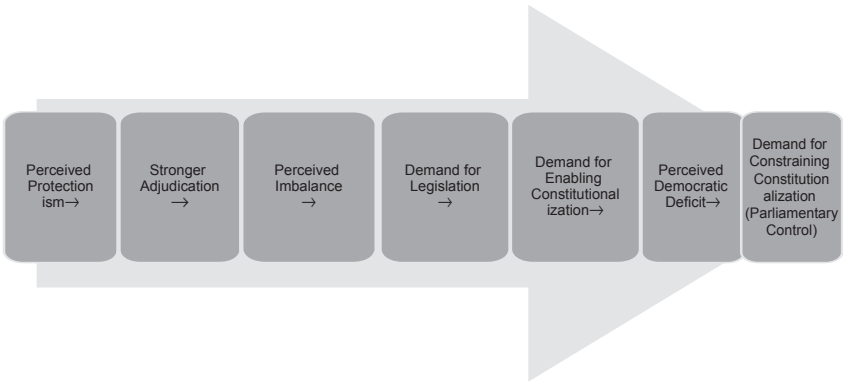 Perceived
Protection
ism→
Stronger
Adjudication
→
Perceived
Imbalance
→
Demand for
Legislation
→
Demand for
Enabling
Constitutional
ization→
Perceived
Democratic
Deficit→
Demand for
Constraining
Constitution
alization
(Parliamentary
Control)